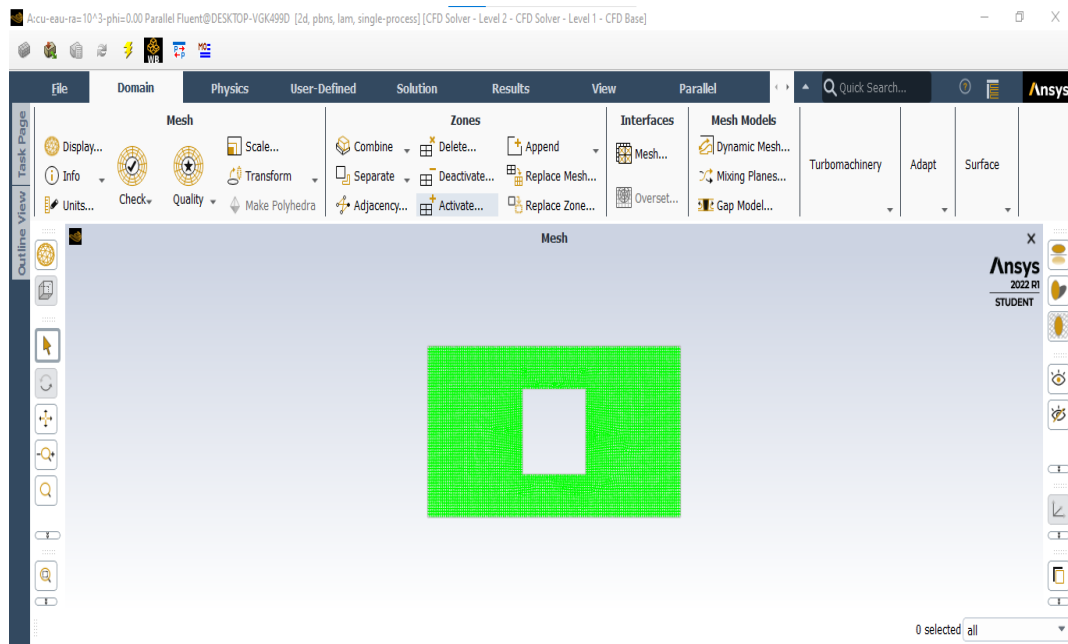 A:cu-eau-ra=10^3-phi=0.00 Parallel Fluent@DESKTOP-VGK499D [2d, pbns, lam, single-process] [CFD Solver - Level 2 - CFD Solver - Level 1 - CFD Base]
WB
File Domain Physics User-Defined Solution Results View Parallel Quick Search... Ansys
Task Page
Outline View
Mesh
Display...
Info
Units...
Check
Quality
Scale...
Transform
Make Polyhedra
Zones
Combine
Separate
Adjacency...
Delete...
Deactivate...
Activate...
Append
Replace Mesh...
Replace Zone...
Interfaces
Mesh...
Overset...
Mesh Models
Dynamic Mesh...
Mixing Planes...
Gap Model...
Turbomachinery
Adapt
Surface
Mesh
Ansys
2022 R1
STUDENT
0 selected all